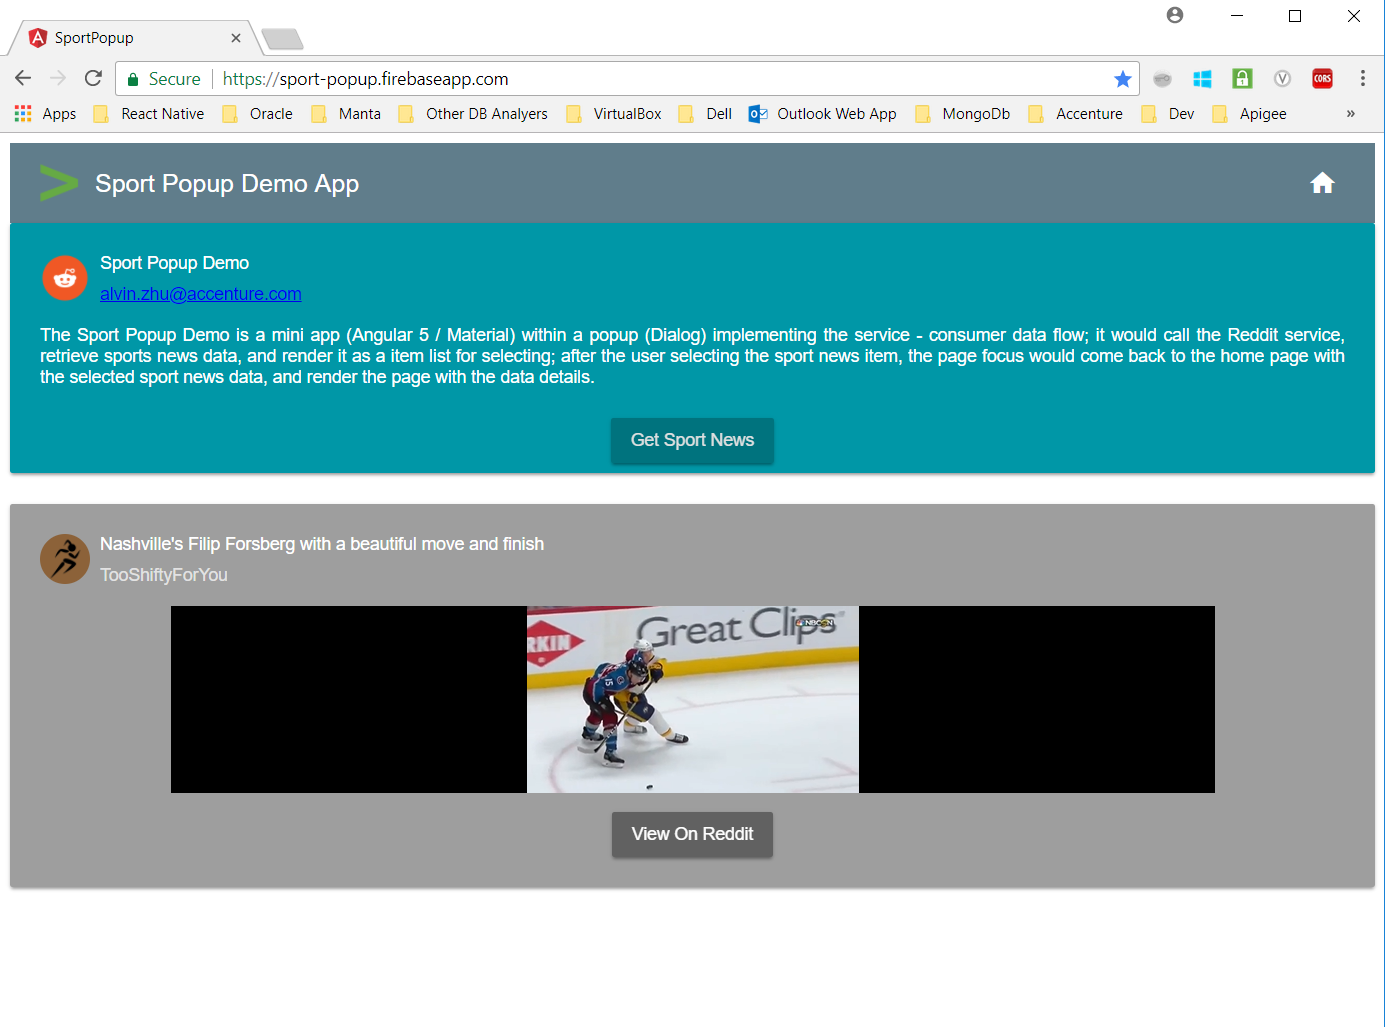 SportPopup
Secure https://sport-popup.firebaseapp.com
V
CORS
Apps React Native Oracle Manta Other DB Analyers VirtualBox Dell Outlook Web App MongoDb Accenture Dev Apigee »
Sport Popup Demo App
Sport Popup Demo
alvin.zhu@accenture.com
The Sport Popup Demo is a mini app (Angular 5 / Material) within a popup (Dialog) implementing the service - consumer data flow; it would call the Reddit service,
retrieve sports news data, and render it as a item list for selecting; after the user selecting the sport news item, the page focus would come back to the home page with
the selected sport news data, and render the page with the data details.
Get Sport News
Nashville's Filip Forsberg with a beautiful move and finish
TooShiftyForYou
Great Clips
NBCSN
RKIN
15
View On Reddit